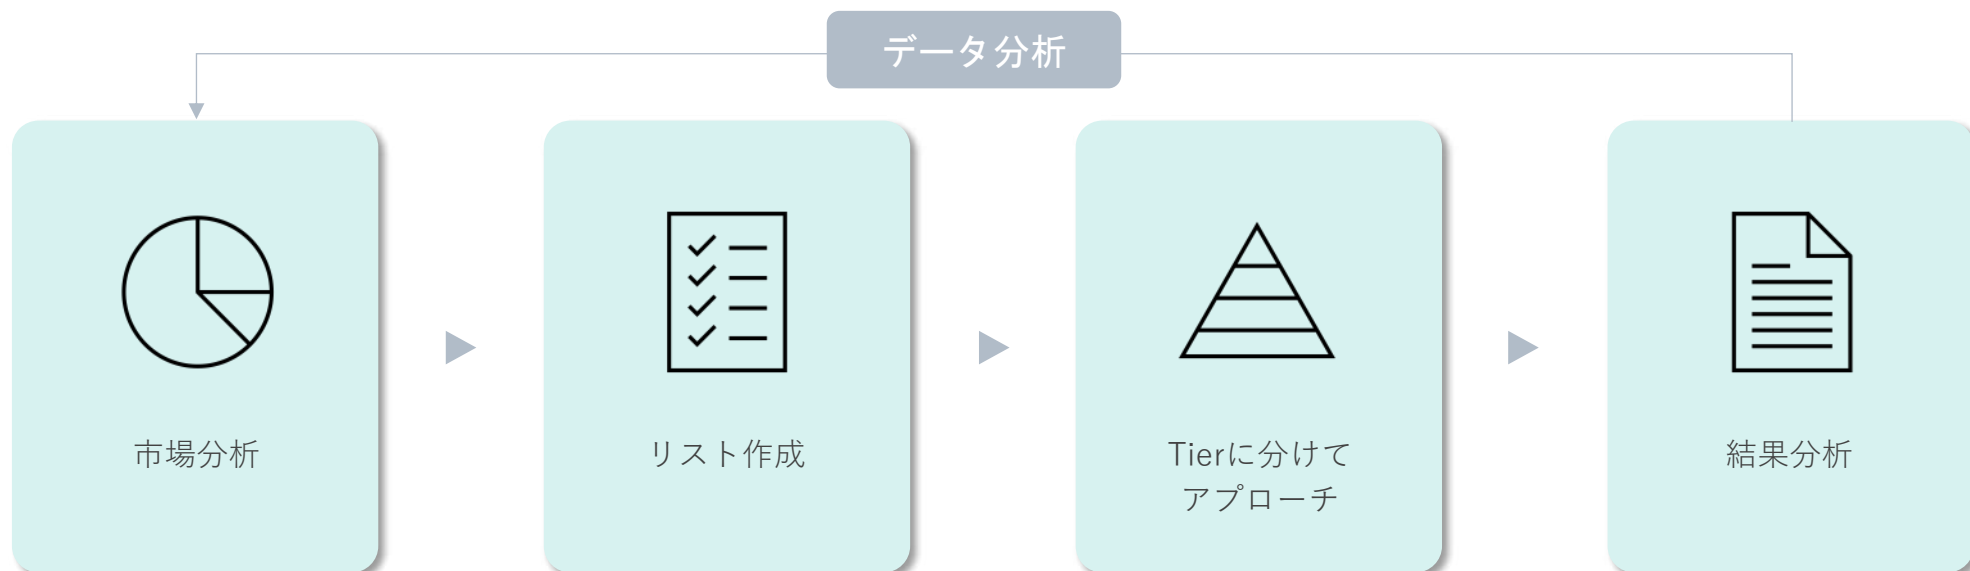 データ分析
市場分析
リスト作成
Tierに分けて
アプローチ
結果分析